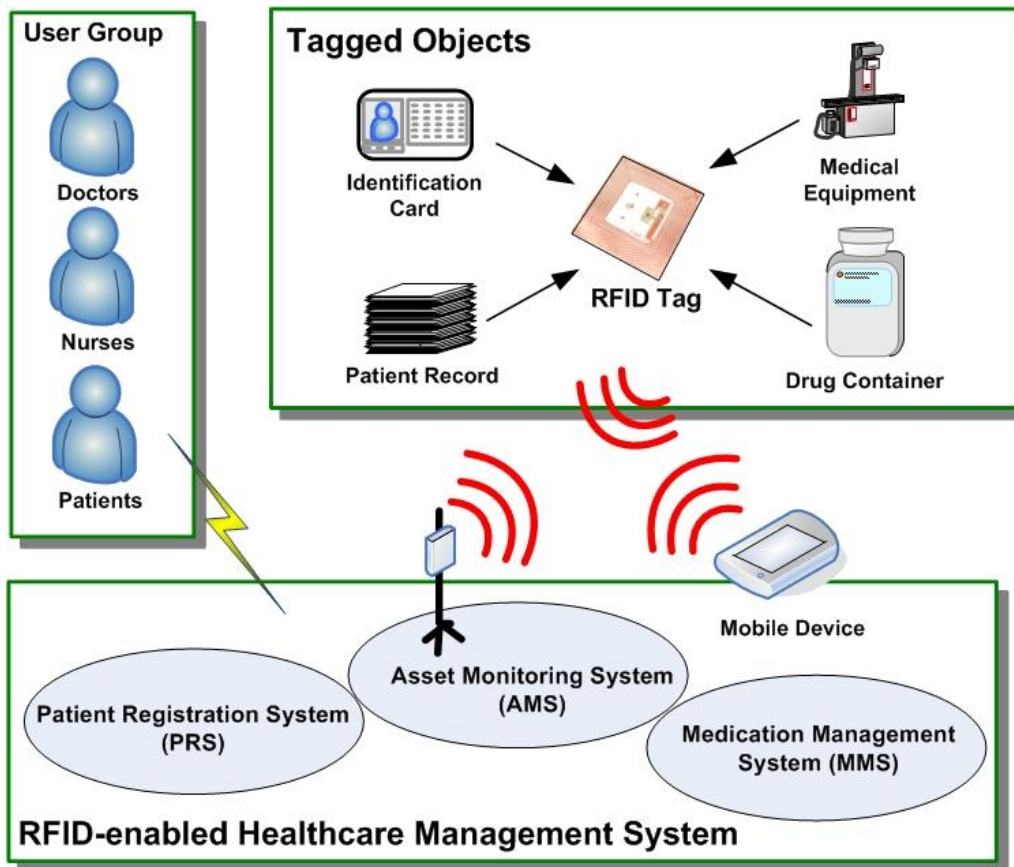 User Group
Doctors
Nurses
Patients
Tagged Objects
Identification
Card
Medical
Equipment
RFID Tag
Patient Record
Drug Container
Mobile Device
Patient Registration System
(PRS)
Asset Monitoring System
(AMS)
Medication Management
System (MMS)
RFID-enabled Healthcare Management System